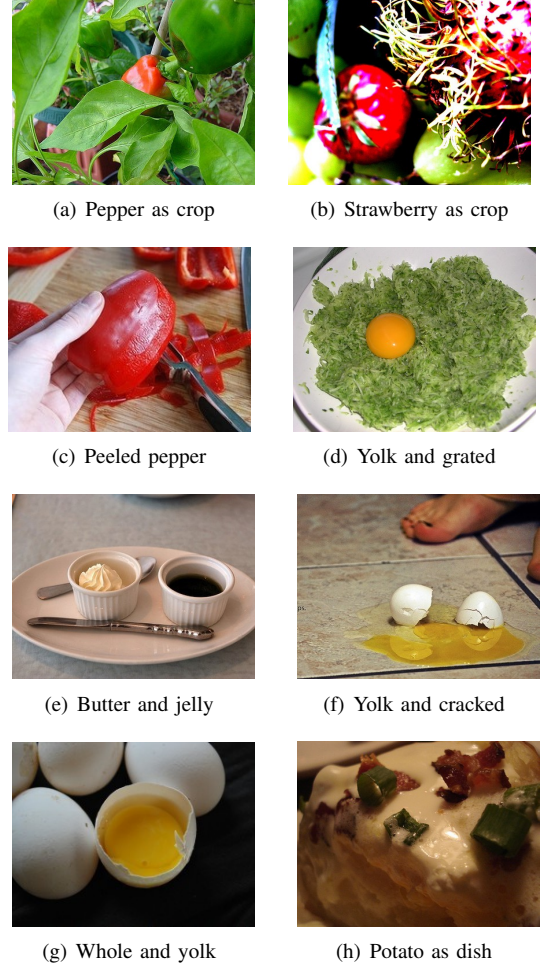 (a) Pepper as crop
(b) Strawberry as crop
(c) Peeled pepper
(d) Yolk and grated
(e) Butter and jelly
ps.
(f) Yolk and cracked
(g) Whole and yolk
(h) Potato as dish